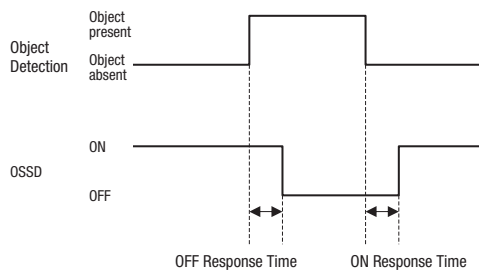 Object
present
Object
Detection
Object
absent
ON
OSSD
OFF
OFF Response Time
ON Response Time